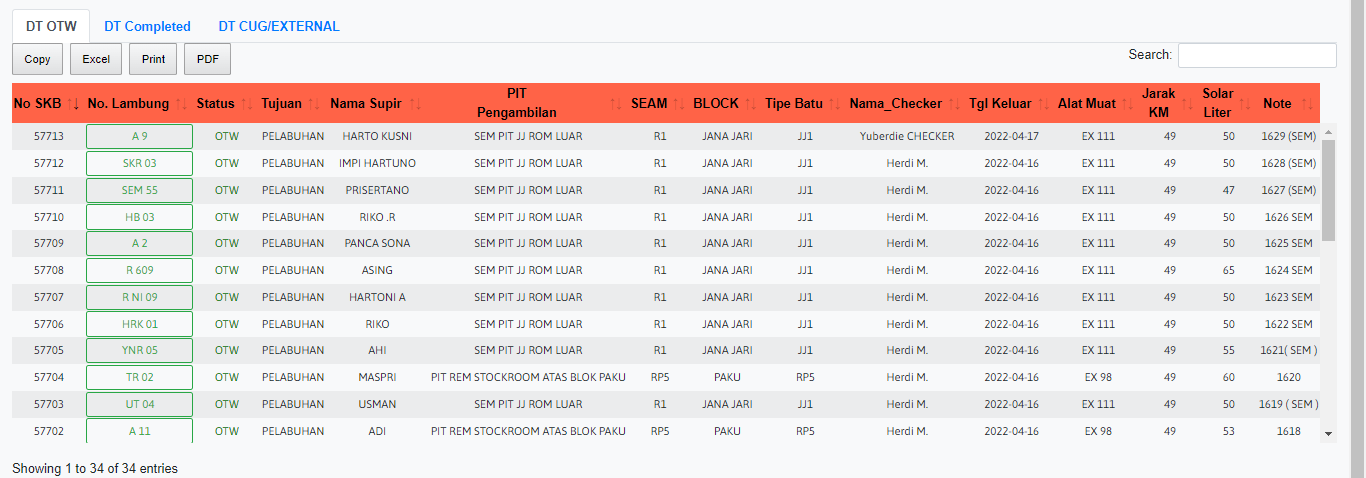 DT OTW DT Completed DT CUG/EXTERNAL
Copy Excel Print PDF Search:
No SKB No. Lambung Status Tujuan Nama Supir PIT Pengambilan SEAM BLOCK Tipe Batu Nama_Checker Tgl Keluar Alat Muat Jarak KM Solar Liter Note
57713 A 9 OTW PELABUHAN HARTO KUSNI SEM PIT JJ ROM LUAR R1 JANA JARI JJ1 Yuberdie CHECKER 2022-04-17 EX 111 49 50 1629 (SEM)
57712 SKR 03 OTW PELABUHAN IMPI HARTUNO SEM PIT JJ ROM LUAR R1 JANA JARI JJ1 Herdi M. 2022-04-16 EX 111 49 50 1628 (SEM)
57711 SEM 55 OTW PELABUHAN PRISERTANO SEM PIT JJ ROM LUAR R1 JANA JARI JJ1 Herdi M. 2022-04-16 EX 111 49 47 1627 (SEM)
57710 HB 03 OTW PELABUHAN RIKO .R SEM PIT JJ ROM LUAR R1 JANA JARI JJ1 Herdi M. 2022-04-16 EX 111 49 50 1626 SEM
57709 A 2 OTW PELABUHAN PANCA SONA SEM PIT JJ ROM LUAR R1 JANA JARI JJ1 Herdi M. 2022-04-16 EX 111 49 50 1625 SEM
57708 R 609 OTW PELABUHAN ASING SEM PIT JJ ROM LUAR R1 JANA JARI JJ1 Herdi M. 2022-04-16 EX 111 49 65 1624 SEM
57707 R NI 09 OTW PELABUHAN HARTONI A SEM PIT JJ ROM LUAR R1 JANA JARI JJ1 Herdi M. 2022-04-16 EX 111 49 50 1623 SEM
57706 HRK 01 OTW PELABUHAN RIKO SEM PIT JJ ROM LUAR R1 JANA JARI JJ1 Herdi M. 2022-04-16 EX 111 49 50 1622 SEM
57705 YNR 05 OTW PELABUHAN AHI SEM PIT JJ ROM LUAR R1 JANA JARI JJ1 Herdi M. 2022-04-16 EX 111 49 55 1621( SEM )
57704 TR 02 OTW PELABUHAN MASPRI PIT REM STOCKROOM ATAS BLOK PAKU RP5 PAKU RP5 Herdi M. 2022-04-16 EX 98 49 60 1620
57703 UT 04 OTW PELABUHAN USMAN SEM PIT JJ ROM LUAR R1 JANA JARI JJ1 Herdi M. 2022-04-16 EX 111 49 50 1619 ( SEM )
57702 A 11 OTW PELABUHAN ADI PIT REM STOCKROOM ATAS BLOK PAKU RP5 PAKU RP5 Herdi M. 2022-04-16 EX 98 49 53 1618
Showing 1 to 34 of 34 entries